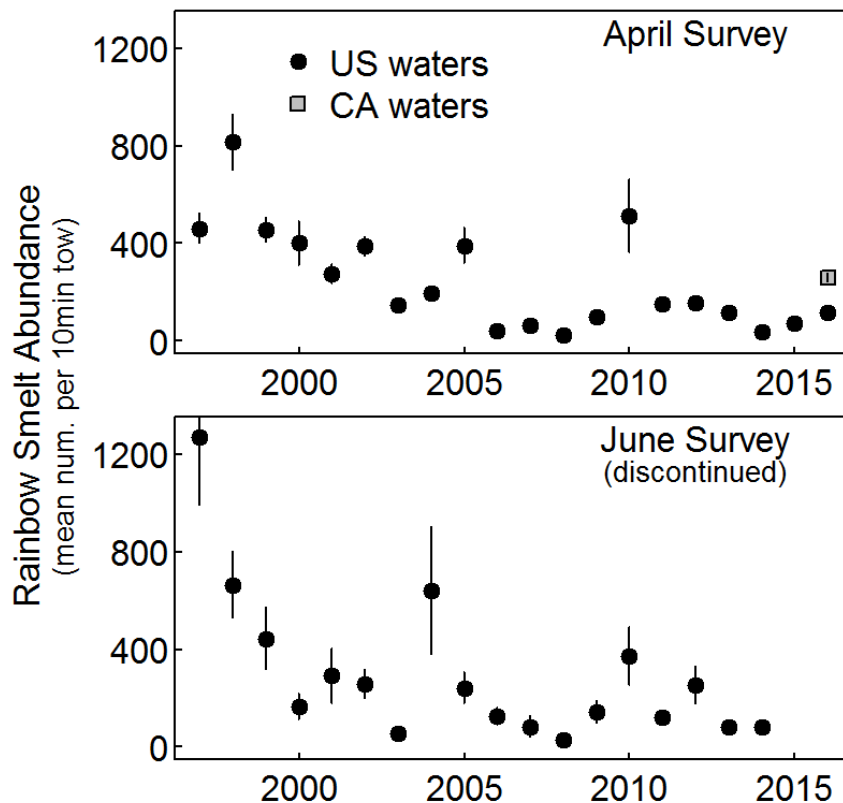 Rainbow Smelt Abundance
(mean num. per 10min tow)
April Survey
US waters
CA waters
1200
800
400
0
2000
2005
2010
2015
June Survey
(discontinued)
1200
800
400
0
2000
2005
2010
2015